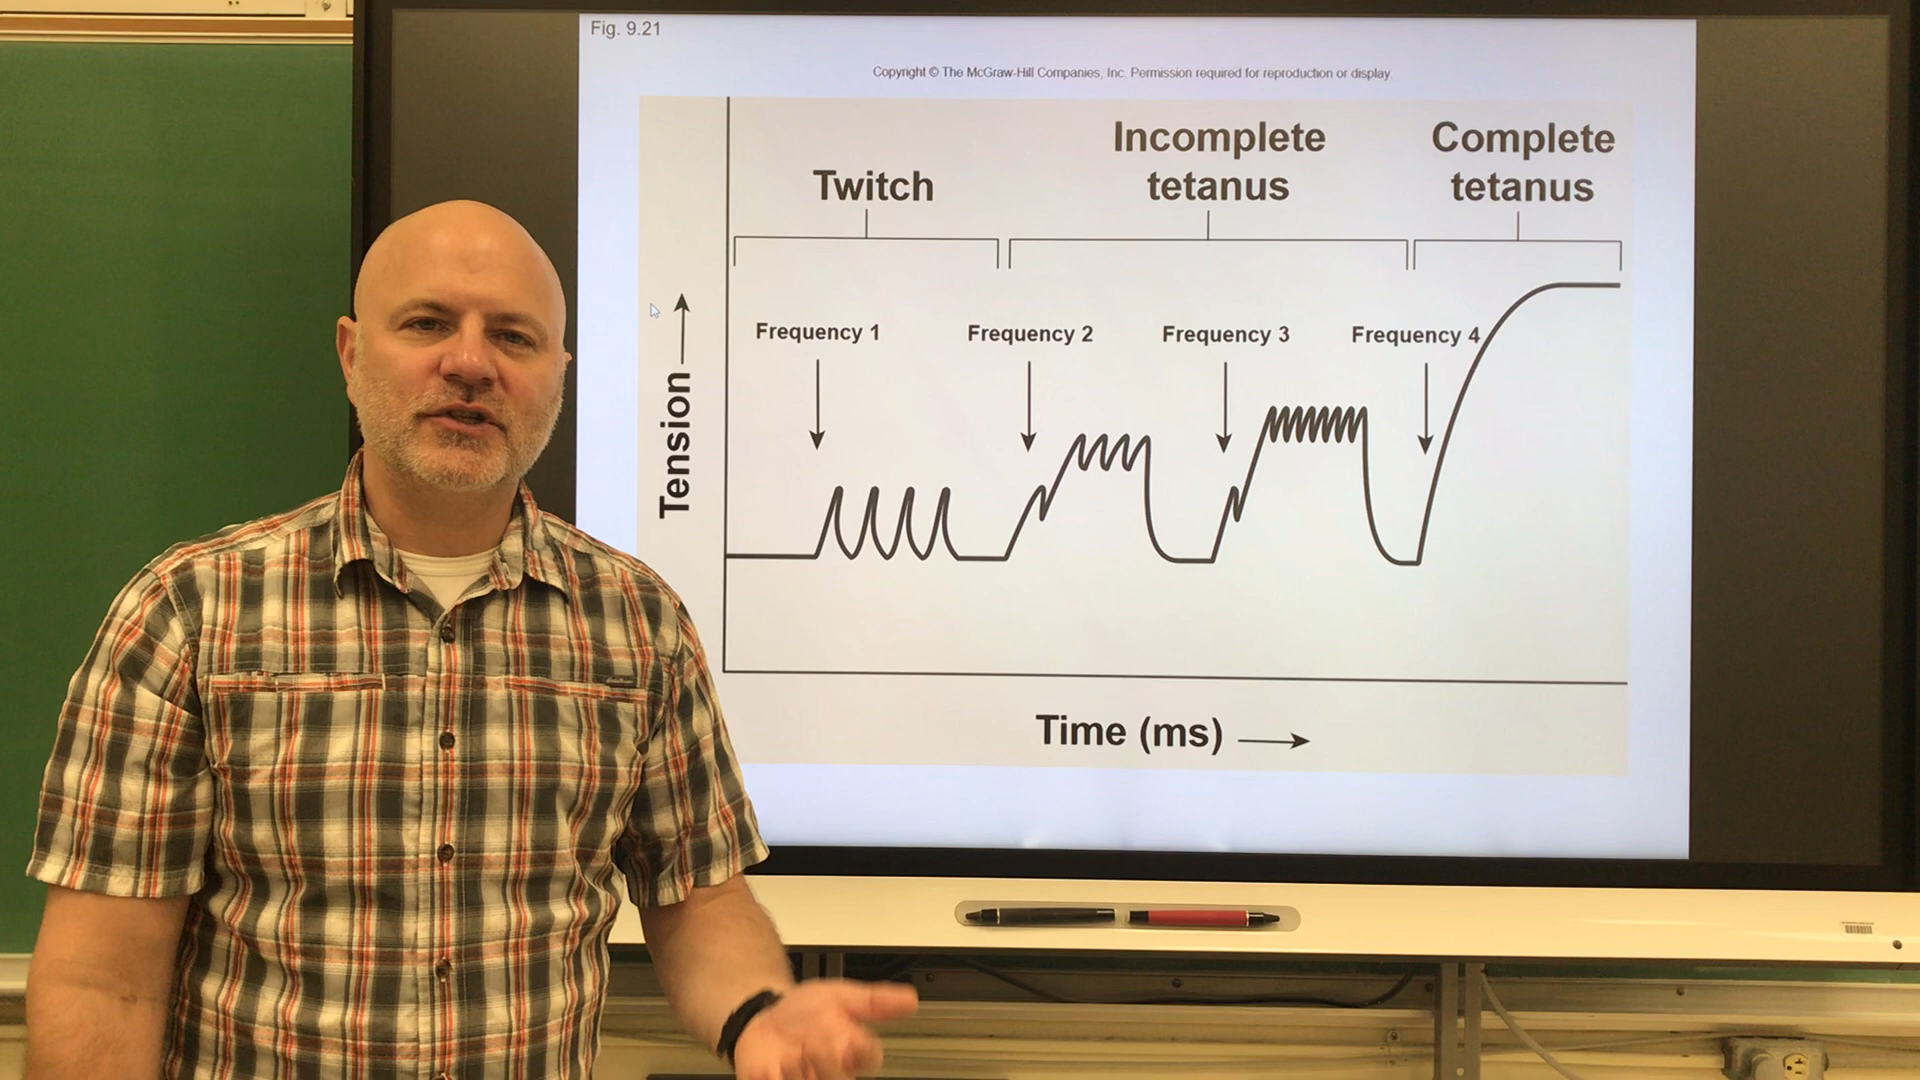 Fig. 9.21
Copyright © The McGraw-Hill Companies, Inc. Permission required for reproduction or display.
Twitch
Incomplete
tetanus
Complete
tetanus
Frequency 1
Frequency 2
Frequency 3
Frequency 4
Tension
Time (ms)